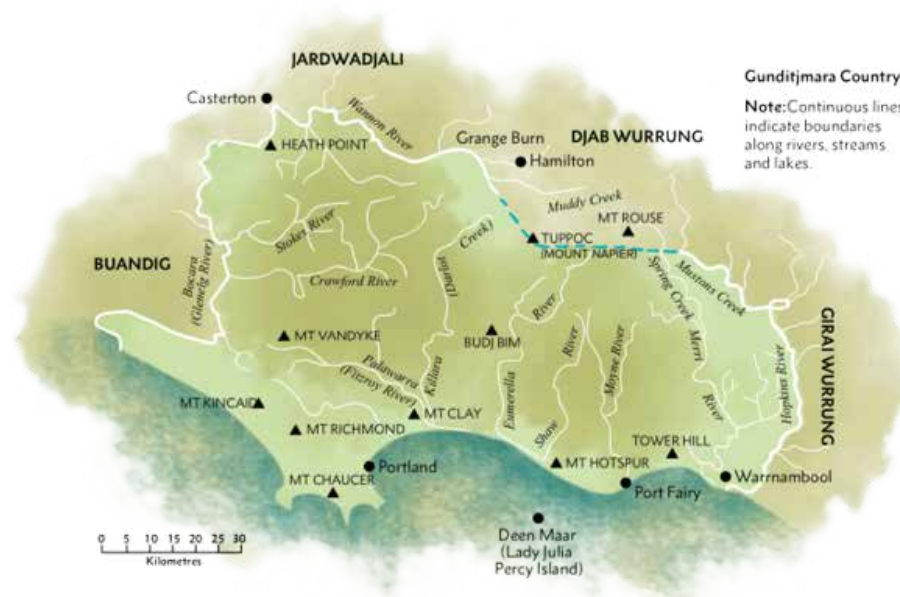 JARDWADJALI
Gunditjmara Country
Casterton
Note: Continuous lines
indicate boundaries
along rivers, streams
and lakes.
Wannon River
Grange Burn
DJAB WURRUNG
HEATH POINT
Hamilton
Muddy Creek
MT ROUSE
Stokes River
TUPPOC
(MOUNT NAPIER)
BUANDIG
Bocara
(Glenelg River)
Crawford River
Killara
(Darlot
Creek)
Spring Creek
Mustons Creek
MT VANDYKE
BUDJ BIM
Eumerella
River
Shaw
River
Moyne River
Merri
River
Hopkins River
GIRAI WURRUNG
Palawarra
(Fitzroy River)
MT KINCAID
MT CLAY
MT RICHMOND
TOWER HILL
Portland
MT HOTSPUR
Warrnambool
MT CHAUCER
Port Fairy
Deen Maar
(Lady Julia
Percy Island)
0 5 10 15 20 25 30
Kilometres